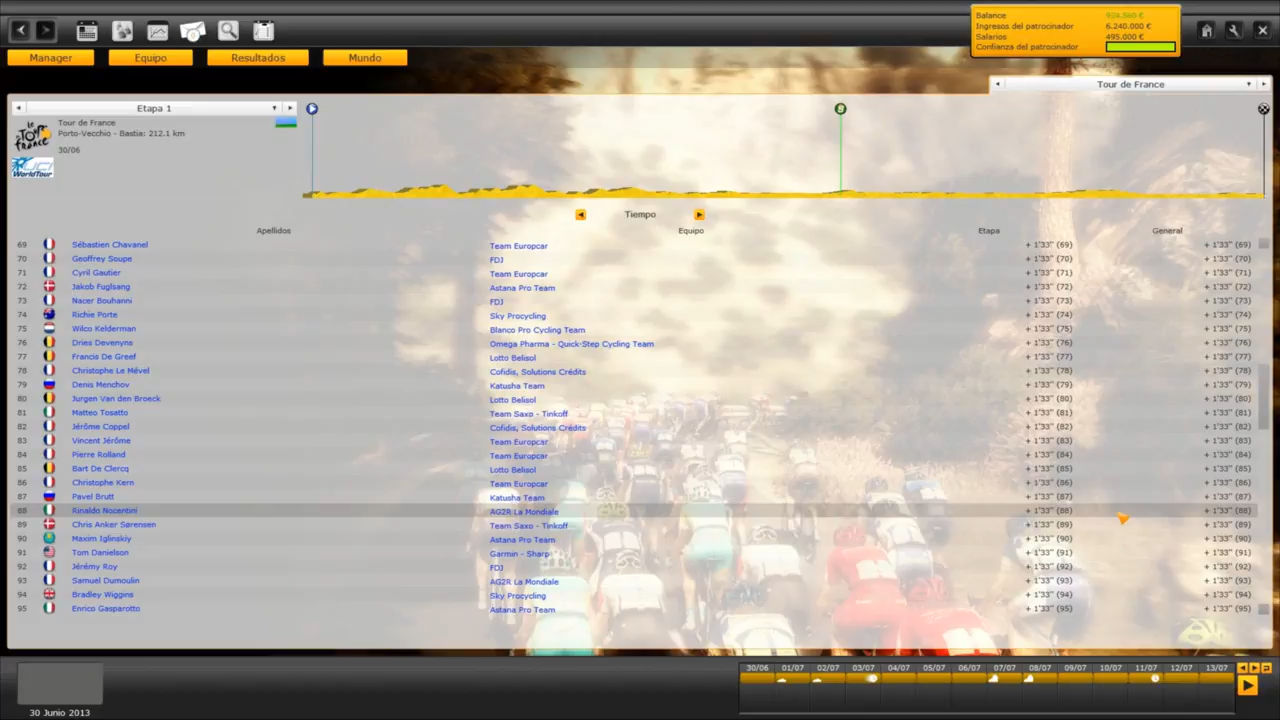 Balance 924.560 €
Ingresos del patrocinador 6.240.000 €
Salarios 495.000 €
Confianza del patrocinador
Manager Equipo Resultados Mundo
Tour de France
Etapa 1
Tour de France
Porto-Vecchio - Bastia: 212.1 km
30/06
le TOUR de france
UCI WorldTour
S
Tiempo
Apellidos Equipo Etapa General
69 Sébastien Chavanel Team Europcar + 1'33'' (69) + 1'33'' (69)
70 Geoffrey Soupe FDJ + 1'33'' (70) + 1'33'' (70)
71 Cyril Gautier Team Europcar + 1'33'' (71) + 1'33'' (71)
72 Jakob Fuglsang Astana Pro Team + 1'33'' (72) + 1'33'' (72)
73 Nacer Bouhanni FDJ + 1'33'' (73) + 1'33'' (73)
74 Richie Porte Sky Procycling + 1'33'' (74) + 1'33'' (74)
75 Wilco Kelderman Blanco Pro Cycling Team + 1'33'' (75) + 1'33'' (75)
76 Dries Devenyns Omega Pharma - Quick-Step Cycling Team + 1'33'' (76) + 1'33'' (76)
77 Francis De Greef Lotto Belisol + 1'33'' (77) + 1'33'' (77)
78 Christophe Le Mével Cofidis, Solutions Crédits + 1'33'' (78) + 1'33'' (78)
79 Denis Menchov Katusha Team + 1'33'' (79) + 1'33'' (79)
80 Jurgen Van den Broeck Lotto Belisol + 1'33'' (80) + 1'33'' (80)
81 Matteo Tosatto Team Saxo - Tinkoff + 1'33'' (81) + 1'33'' (81)
82 Jérôme Coppel Cofidis, Solutions Crédits + 1'33'' (82) + 1'33'' (82)
83 Vincent Jérôme Team Europcar + 1'33'' (83) + 1'33'' (83)
84 Pierre Rolland Team Europcar + 1'33'' (84) + 1'33'' (84)
85 Bart De Clercq Lotto Belisol + 1'33'' (85) + 1'33'' (85)
86 Christophe Kern Team Europcar + 1'33'' (86) + 1'33'' (86)
87 Pavel Brutt Katusha Team + 1'33'' (87) + 1'33'' (87)
88 Rinaldo Nocentini AG2R La Mondiale + 1'33'' (88) + 1'33'' (88)
89 Chris Anker Sørensen Team Saxo - Tinkoff + 1'33'' (89) + 1'33'' (89)
90 Maxim Iglinskiy Astana Pro Team + 1'33'' (90) + 1'33'' (90)
91 Tom Danielson Garmin - Sharp + 1'33'' (91) + 1'33'' (91)
92 Jérémy Roy FDJ + 1'33'' (92) + 1'33'' (92)
93 Samuel Dumoulin AG2R La Mondiale + 1'33'' (93) + 1'33'' (93)
94 Bradley Wiggins Sky Procycling + 1'33'' (94) + 1'33'' (94)
95 Enrico Gasparotto Astana Pro Team + 1'33'' (95) + 1'33'' (95)
30/06 01/07 02/07 03/07 04/07 05/07 06/07 07/07 08/07 09/07 10/07 11/07 12/07 13/07
30 Junio 2013